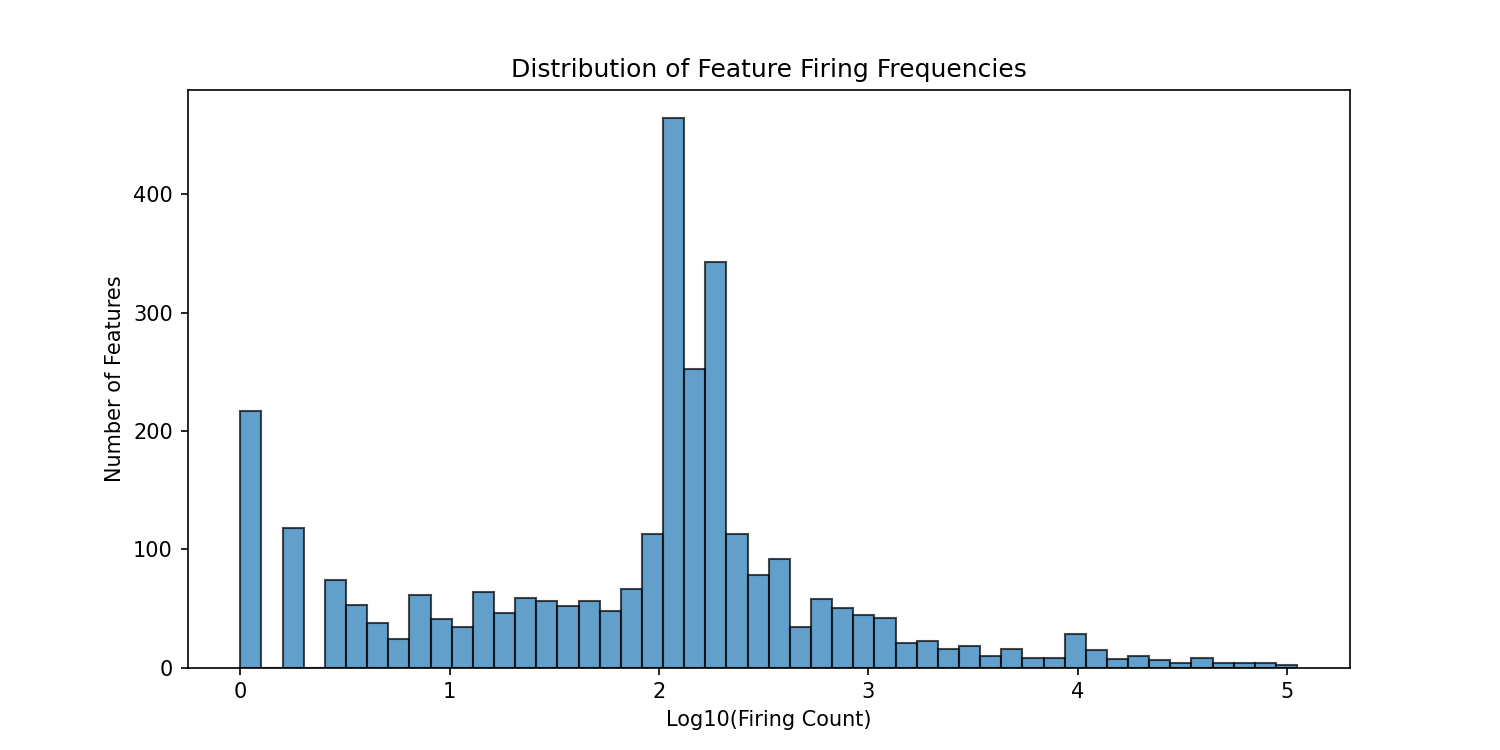 Distribution of Feature Firing Frequencies
Number of Features
400
300
200
100
0
0 1 2 3 4 5
Log10(Firing Count)